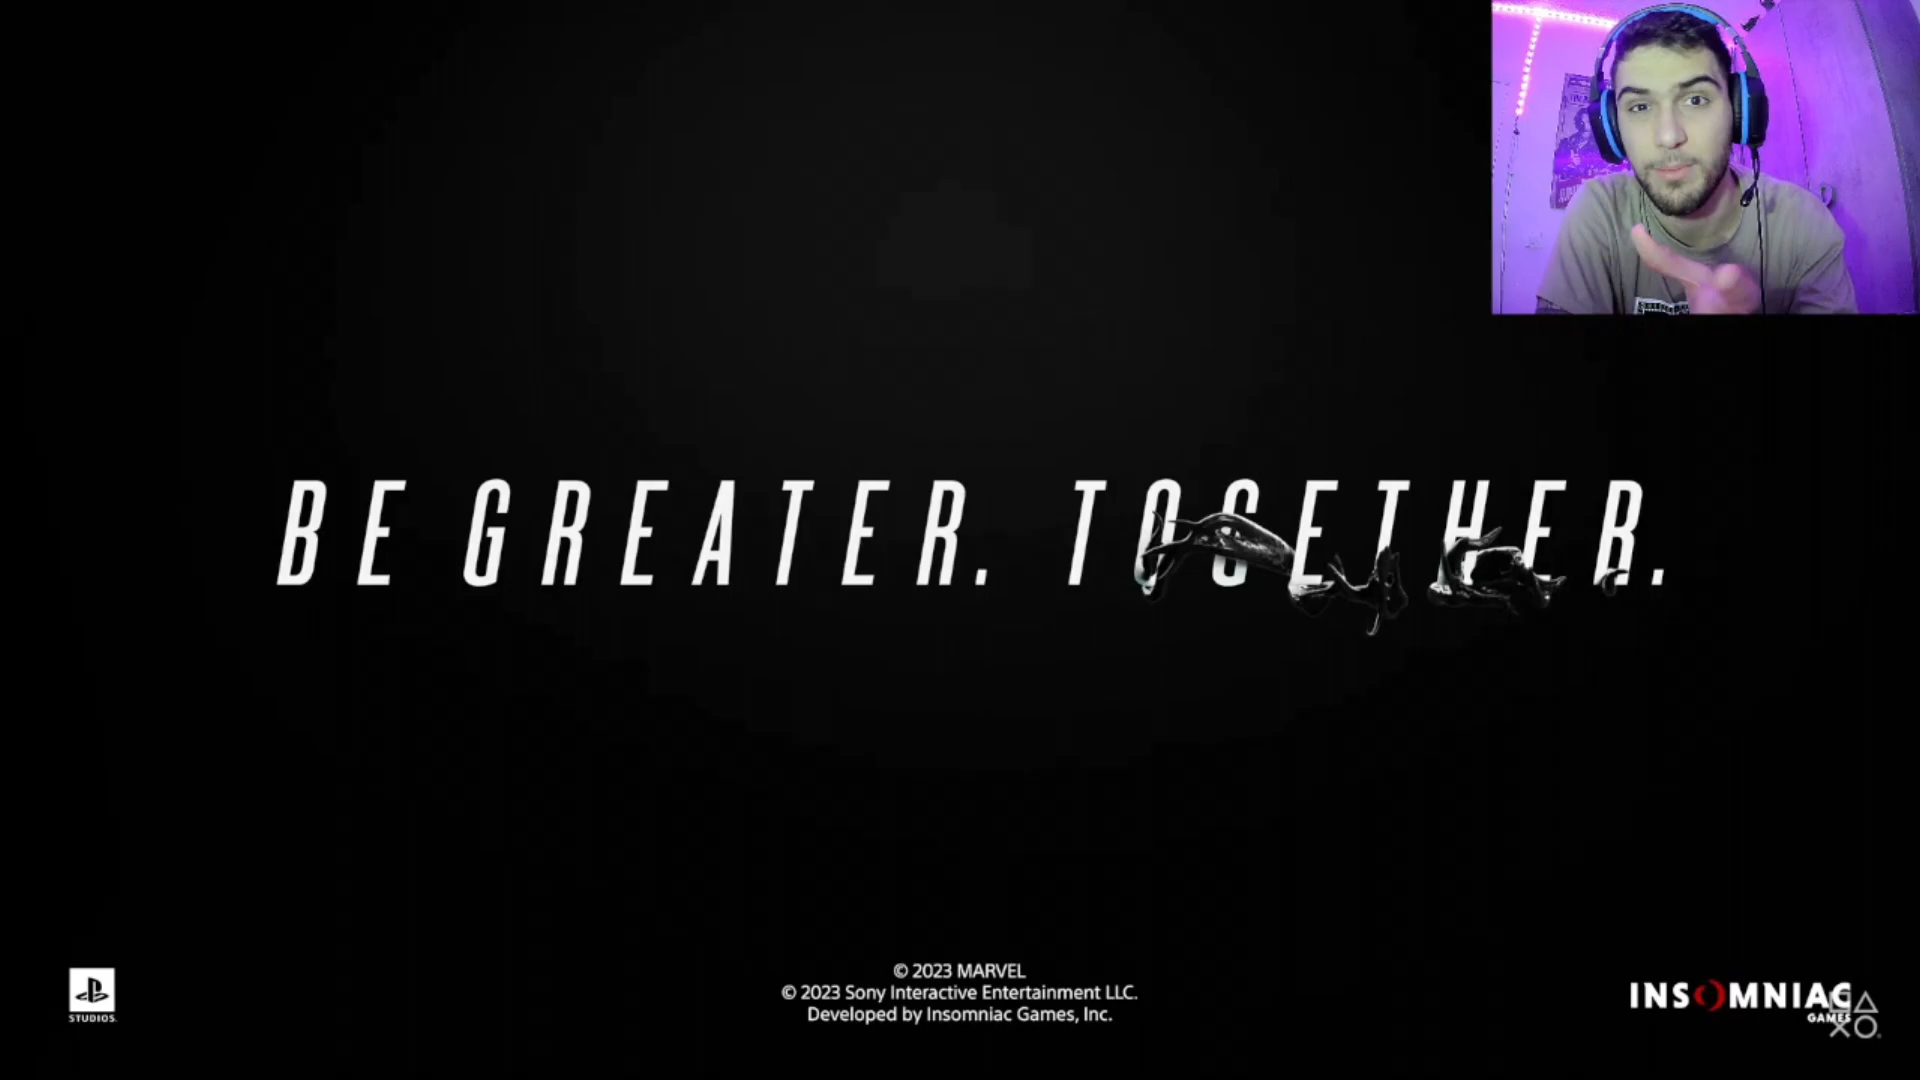 BE GREATER. TOGETHER.
STUDIOS.
© 2023 MARVEL
© 2023 Sony Interactive Entertainment LLC.
Developed by Insomniac Games, Inc.
INSOMNIAC
GAMES